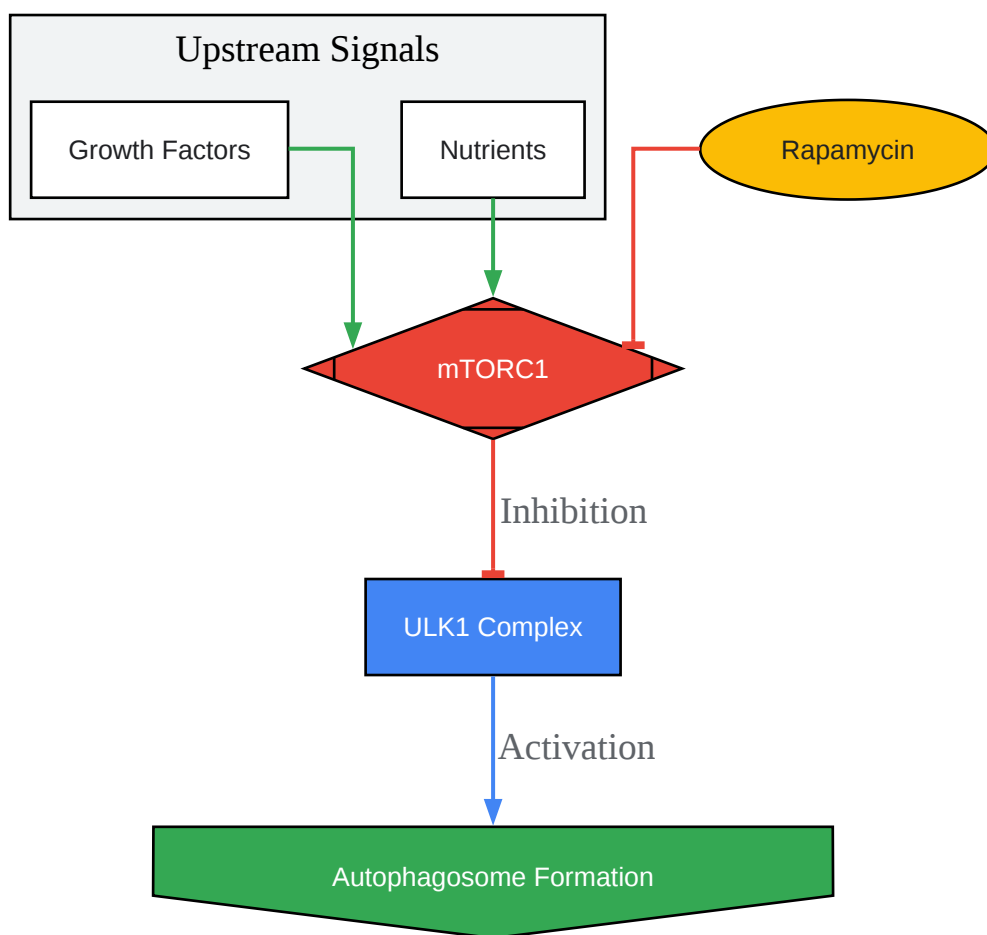 Upstream Signals
Growth Factors
Nutrients
Rapamycin
mTORC1
Inhibition
ULK1 Complex
Activation
Autophagosome Formation